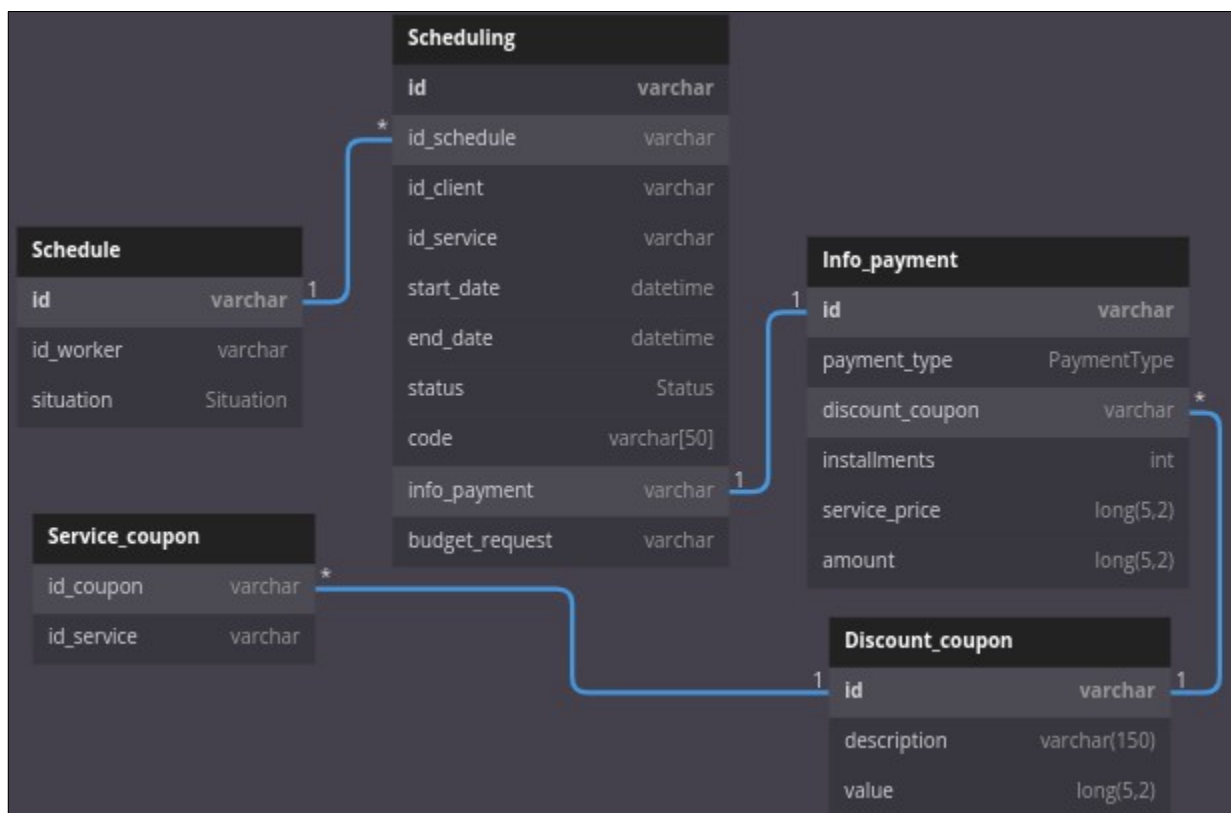 Scheduling
id varchar
* id_schedule varchar
id_client varchar
id_service varchar
start_date datetime
end_date datetime
status Status
code varchar[50]
info_payment varchar 1
budget_request varchar
Schedule
id varchar 1
id_worker varchar
situation Situation
Info_payment
1 id varchar
payment_type PaymentType
discount_coupon varchar *
installments int
service_price long(5,2)
amount long(5,2)
Service_coupon
id_coupon varchar *
id_service varchar
Discount_coupon
1 id varchar 1
description varchar(150)
value long(5,2)